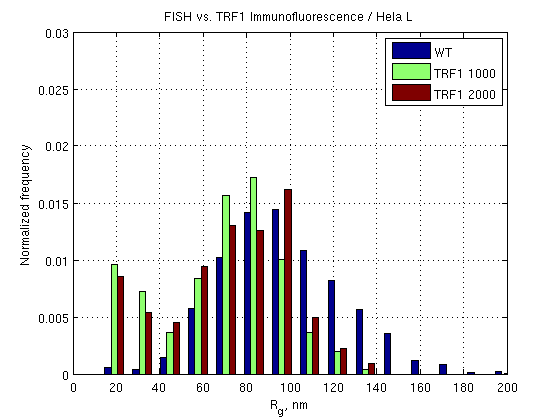 FISH vs. TRF1 Immunofluorescence / Hela L
0.03
0.025
0.02
0.015
0.01
0.005
0
Normalized frequency
WT
TRF1 1000
TRF1 2000
0 20 40 60 80 100 120 140 160 180 200
Rg, nm